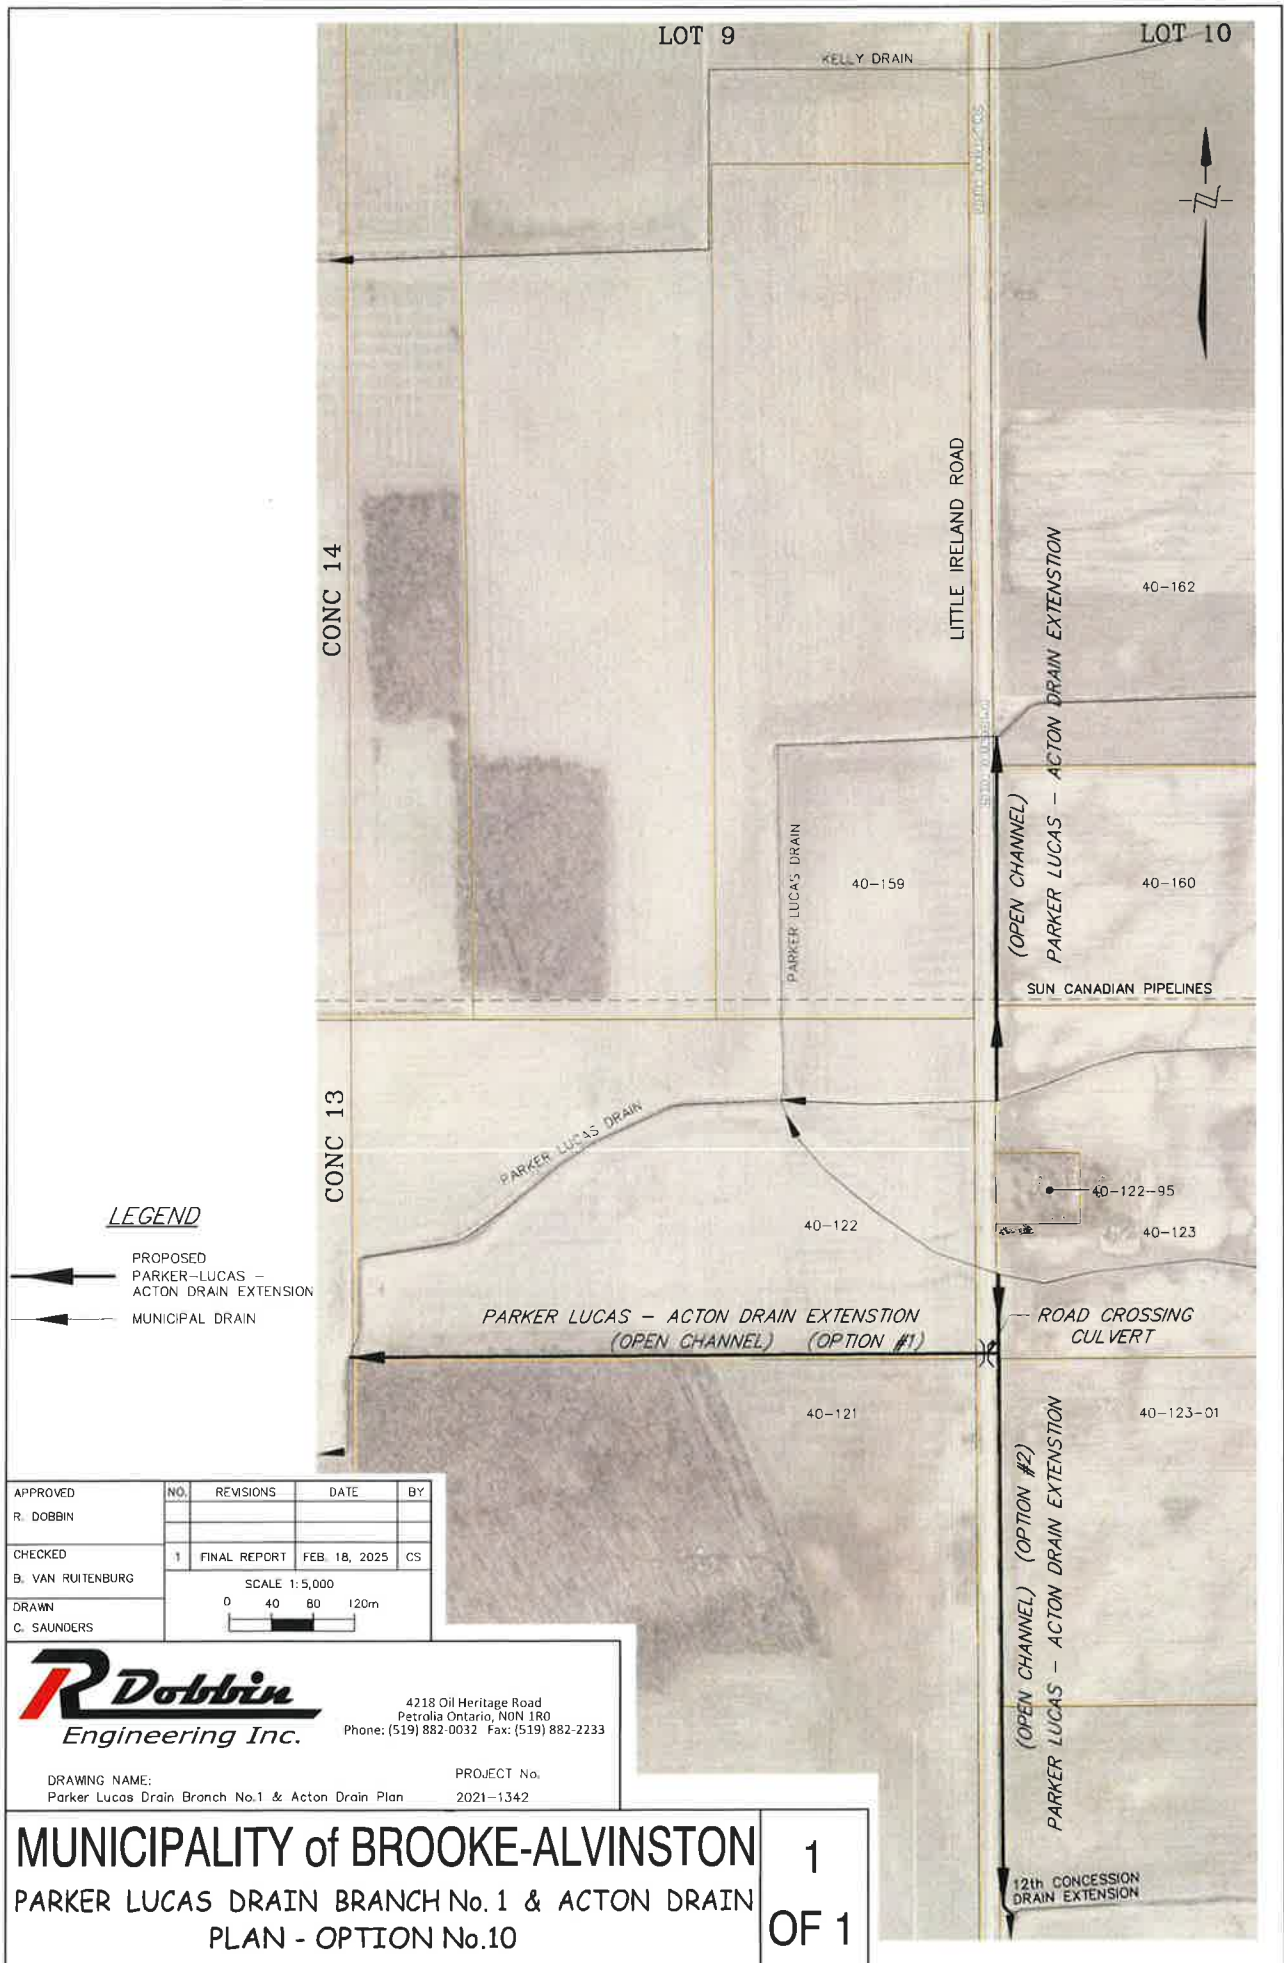 LOT 9
LOT 10
KELLY DRAIN
LITTLE IRELAND ROAD
CONC 14
PARKER LUCAS - ACTON DRAIN EXTENSTION
(OPEN CHANNEL)
40-162
PARKER LUCAS DRAIN
40-159
40-160
SUN CANADIAN PIPELINES
CONC 13
PARKER LUCAS DRAIN
40-122-95
40-122
40-123
LEGEND
PROPOSED
PARKER-LUCAS -
ACTON DRAIN EXTENSION
MUNICIPAL DRAIN
PARKER LUCAS - ACTON DRAIN EXTENSTION
(OPEN CHANNEL) (OPTION #1)
ROAD CROSSING
CULVERT
40-121
40-123-01
(OPEN CHANNEL) (OPTION #2)
PARKER LUCAS - ACTON DRAIN EXTENSTION
12th CONCESSION
DRAIN EXTENSION
APPROVED
R. DOBBIN
CHECKED
B. VAN RUITENBURG
DRAWN
C. SAUNDERS
NO. REVISIONS DATE BY
1 FINAL REPORT FEB. 18, 2025 CS
SCALE 1:5,000
0 40 80 120m
R Dobbin
Engineering Inc.
4218 Oil Heritage Road
Petrolia Ontario, N0N 1R0
Phone: (519) 882-0032 Fax: (519) 882-2233
DRAWING NAME:
Parker Lucas Drain Branch No.1 & Acton Drain Plan
PROJECT No.
2021-1342
MUNICIPALITY of BROOKE-ALVINSTON
PARKER LUCAS DRAIN BRANCH No. 1 & ACTON DRAIN
PLAN - OPTION No.10
1
OF 1